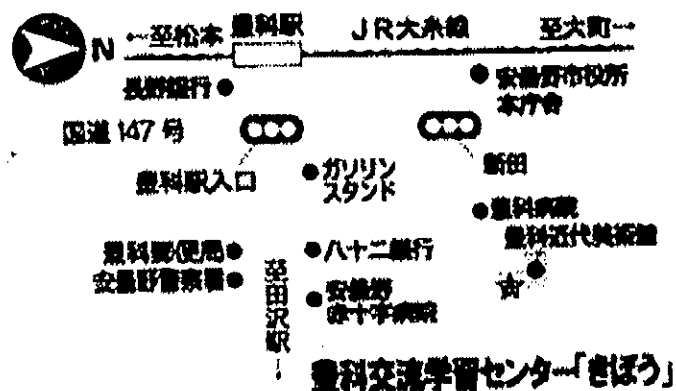 N
←至松本
豊科駅
JR大糸線
至大町→
長野銀行
安曇野市役所
本庁舎
国道147号
豊科駅入口
ガソリン
スタンド
新田
豊科病院
豊科近代美術館
豊科郵便局
安曇野警察署
八十二銀行
安曇野
赤十字病院
至田沢駅
☆
豊科交流学習センター「きぼう」